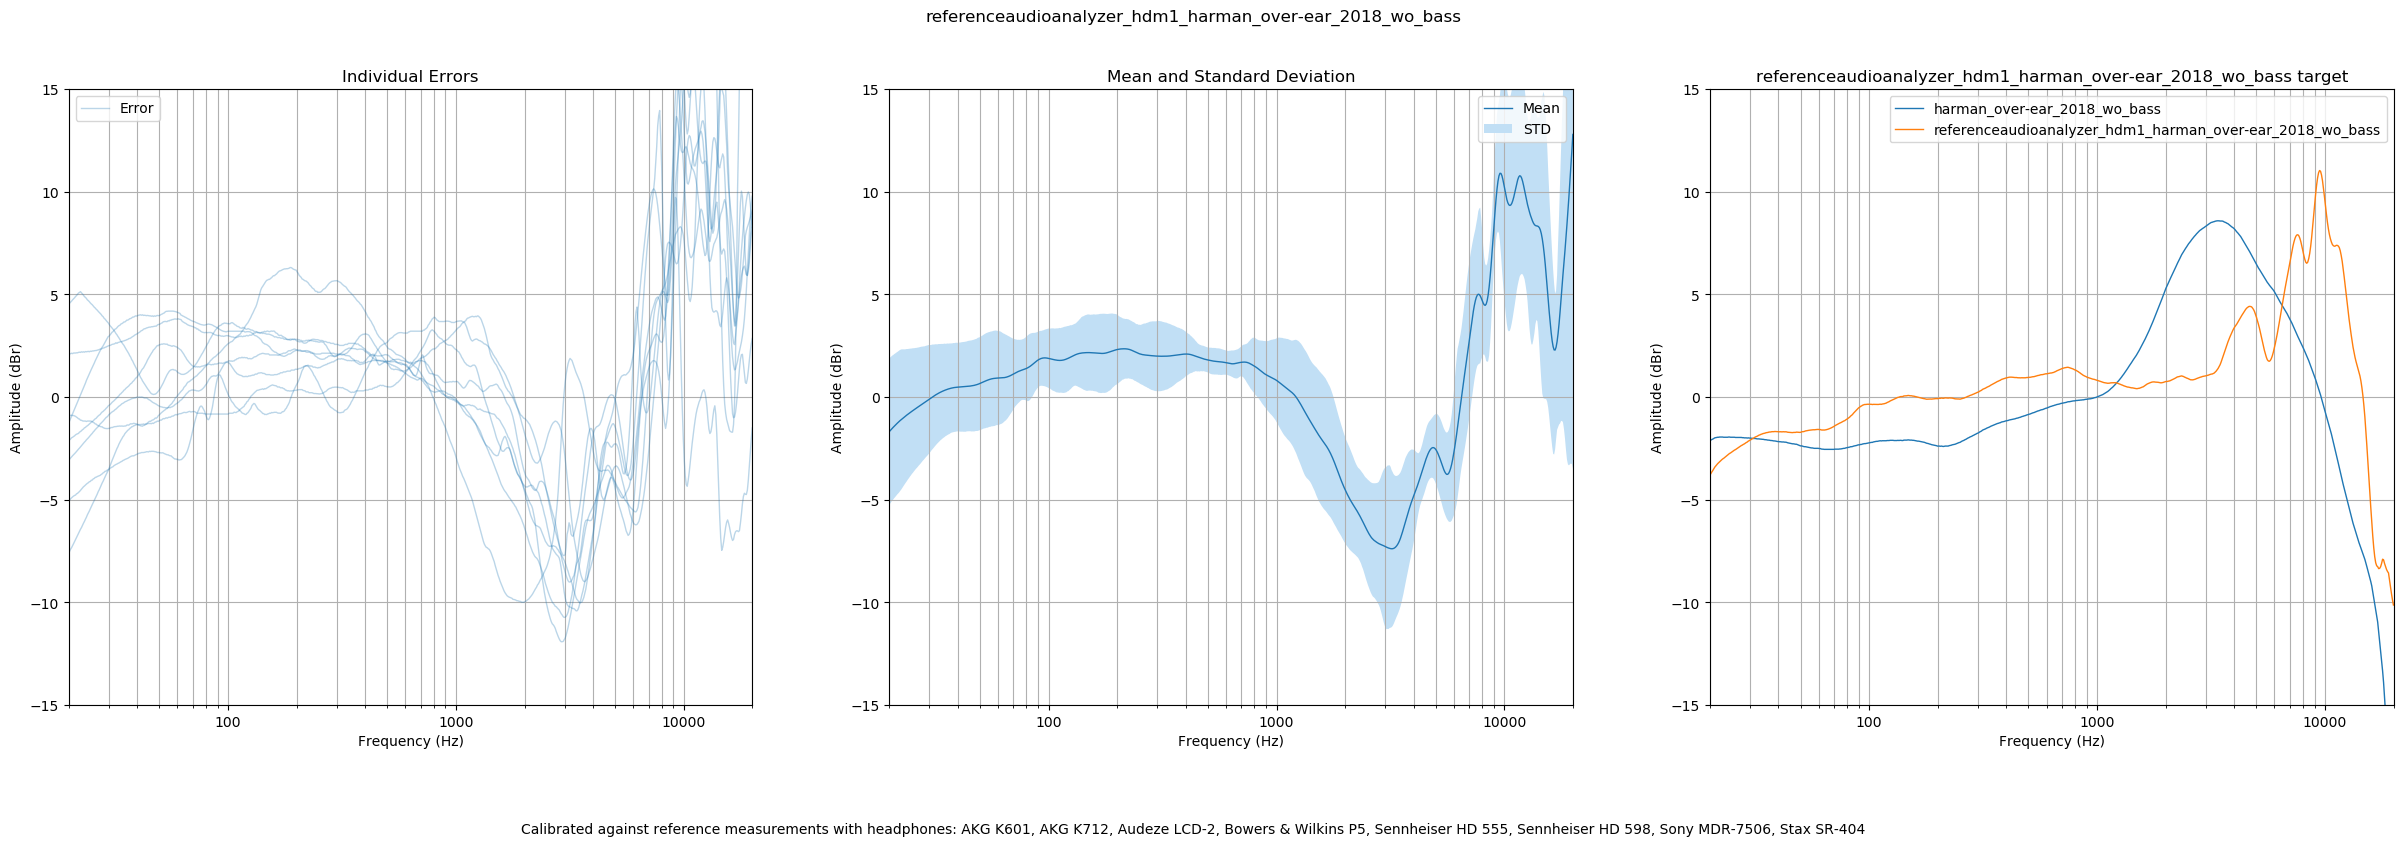 referenceaudioanalyzer_hdm1_harman_over-ear_2018_wo_bass
Individual Errors
Error
15
10
5
0
−5
−10
−15
Amplitude (dBr)
100
1000
10000
Frequency (Hz)
Mean and Standard Deviation
Mean
STD
15
10
5
0
−5
−10
−15
Amplitude (dBr)
100
1000
10000
Frequency (Hz)
referenceaudioanalyzer_hdm1_harman_over-ear_2018_wo_bass target
harman_over-ear_2018_wo_bass
referenceaudioanalyzer_hdm1_harman_over-ear_2018_wo_bass
15
10
5
0
−5
−10
−15
Amplitude (dBr)
100
1000
10000
Frequency (Hz)
Calibrated against reference measurements with headphones: AKG K601, AKG K712, Audeze LCD-2, Bowers & Wilkins P5, Sennheiser HD 555, Sennheiser HD 598, Sony MDR-7506, Stax SR-404